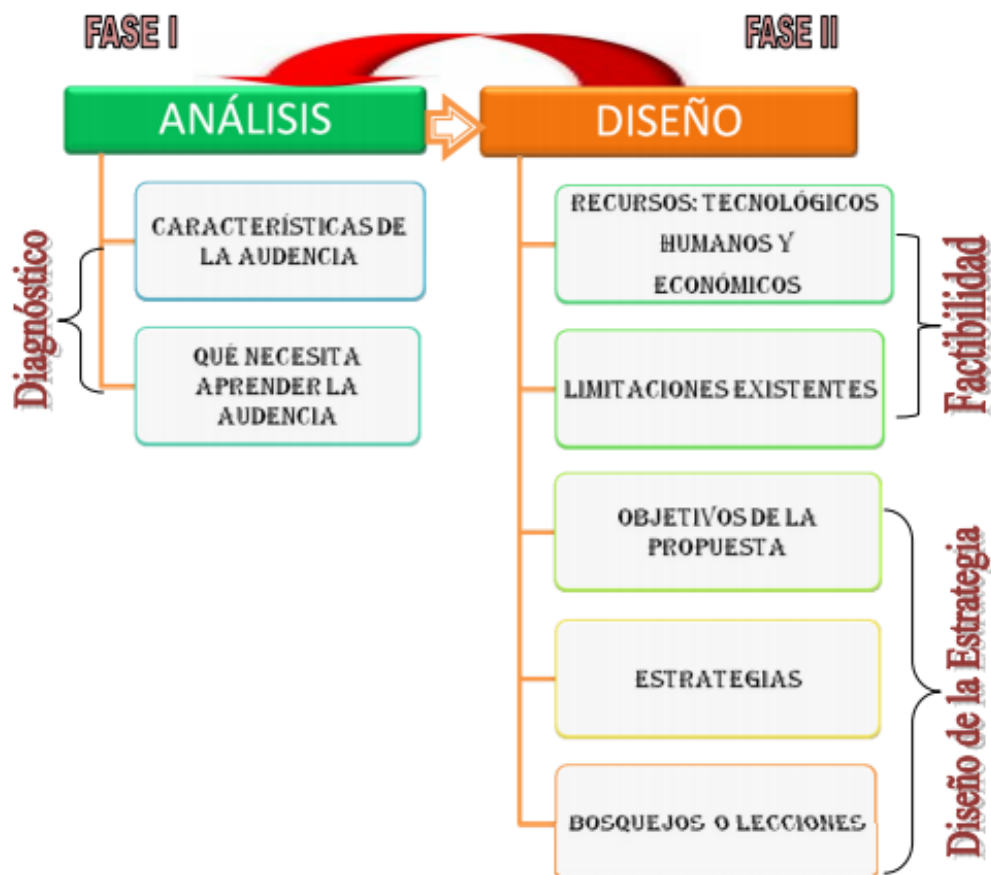 FASE I
FASE II
ANÁLISIS
DISEÑO
CARACTERÍSTICAS DE
LA AUDENCIA
QUÉ NECESITA
APRENDER LA
AUDENCIA
Diagnóstico
RECURSOS: TECNOLÓGICOS
HUMANOS Y
ECONÓMICOS
LIMITACIONES EXISTENTES
Factibilidad
OBJETIVOS DE LA
PROPUESTA
ESTRATEGIAS
BOSQUEJOS O LECCIONES
Diseño de la Estrategia